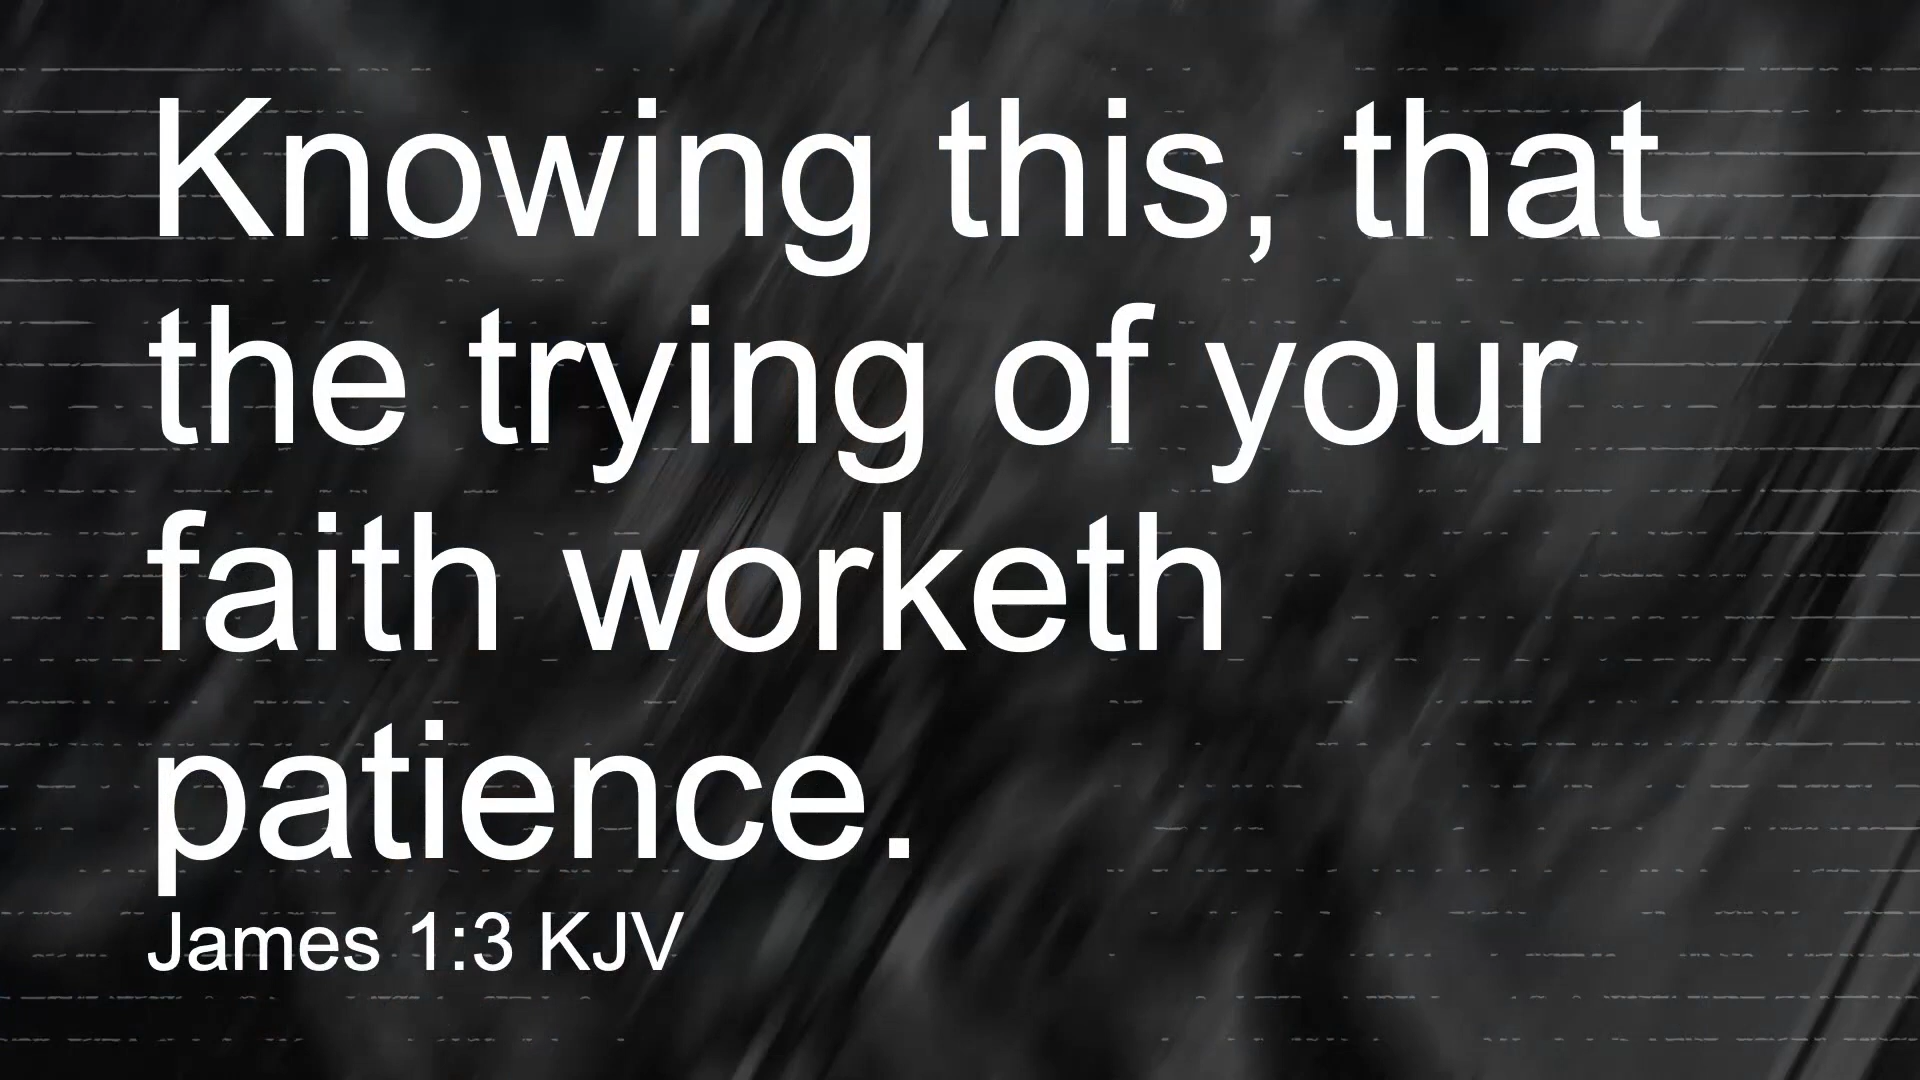 Knowing this, that
the trying of your
faith worketh
patience.
James 1:3 KJV